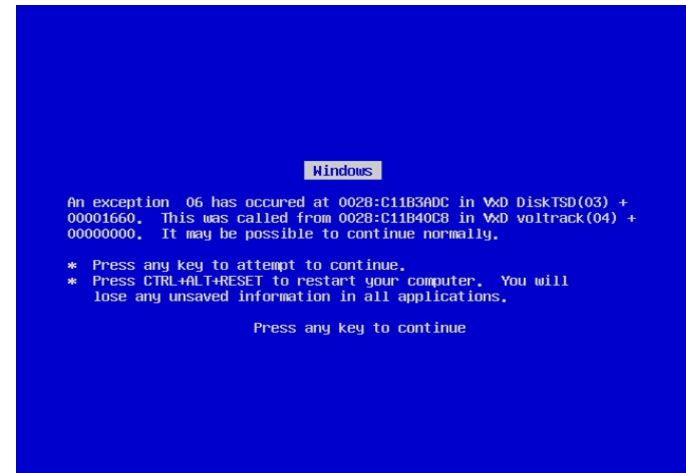 Windows
An exception 06 has occured at 0028:C11B3ADC in VxD DiskTSD(03) +
00001660. This was called from 0028:C11B40C8 in VxD voltrack(04) +
00000000. It may be possible to continue normally.
* Press any key to attempt to continue.
* Press CTRL+ALT+RESET to restart your computer. You will
lose any unsaved information in all applications.
Press any key to continue